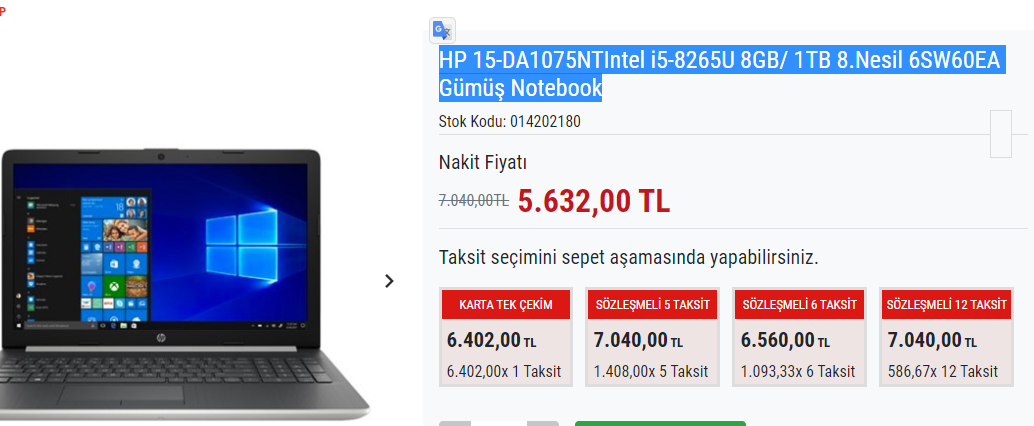 P
HP 15-DA1075NTIntel i5-8265U 8GB/ 1TB 8.Nesil 6SW60EA
Gümüş Notebook
Stok Kodu: 014202180
Nakit Fiyatı
7.040,00TL 5.632,00 TL
Taksit seçimini sepet aşamasında yapabilirsiniz.
KARTA TEK ÇEKİM SÖZLEŞMELİ 5 TAKSİT SÖZLEŞMELİ 6 TAKSİT SÖZLEŞMELİ 12 TAKSİT
6.402,00 TL 7.040,00 TL 6.560,00 TL 7.040,00 TL
6.402,00x 1 Taksit 1.408,00x 5 Taksit 1.093,33x 6 Taksit 586,67x 12 Taksit